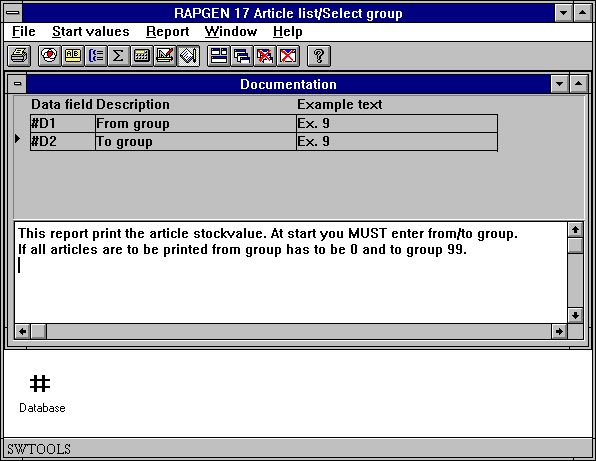 RAPGEN 17 Article list/Select group
File Start values Report Window Help
Documentation
Data field Description Example text
#D1 From group Ex. 9
#D2 To group Ex. 9
This report print the article stockvalue. At start you MUST enter from/to group.
If all articles are to be printed from group has to be 0 and to group 99.
#
Database
SWTOOLS